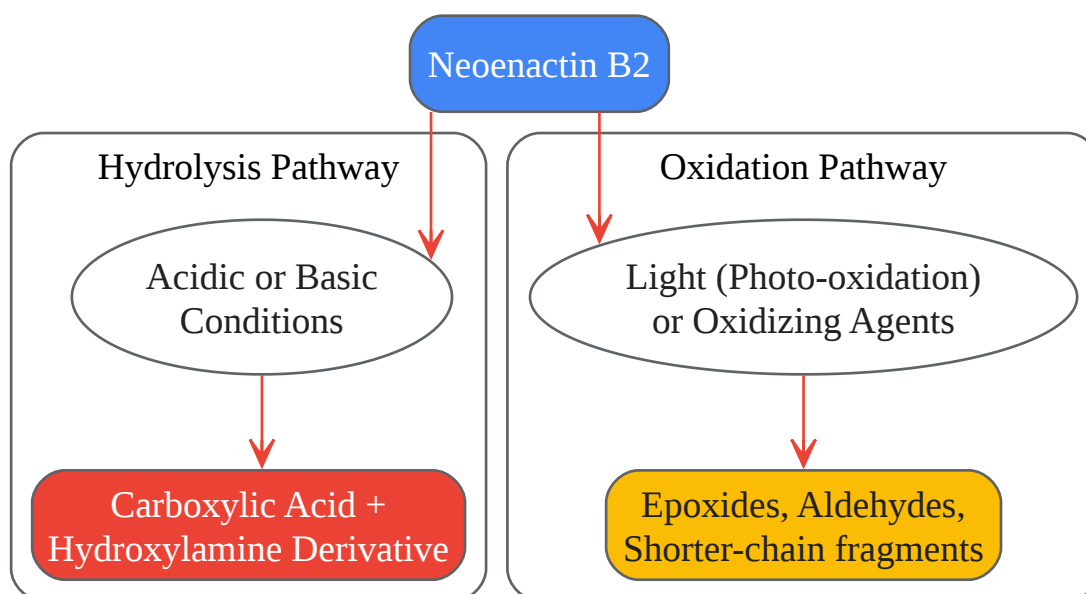 Neoenactin B2
Hydrolysis Pathway
Acidic or Basic
Conditions
Carboxylic Acid +
Hydroxylamine Derivative
Oxidation Pathway
Light (Photo-oxidation)
or Oxidizing Agents
Epoxides, Aldehydes,
Shorter-chain fragments